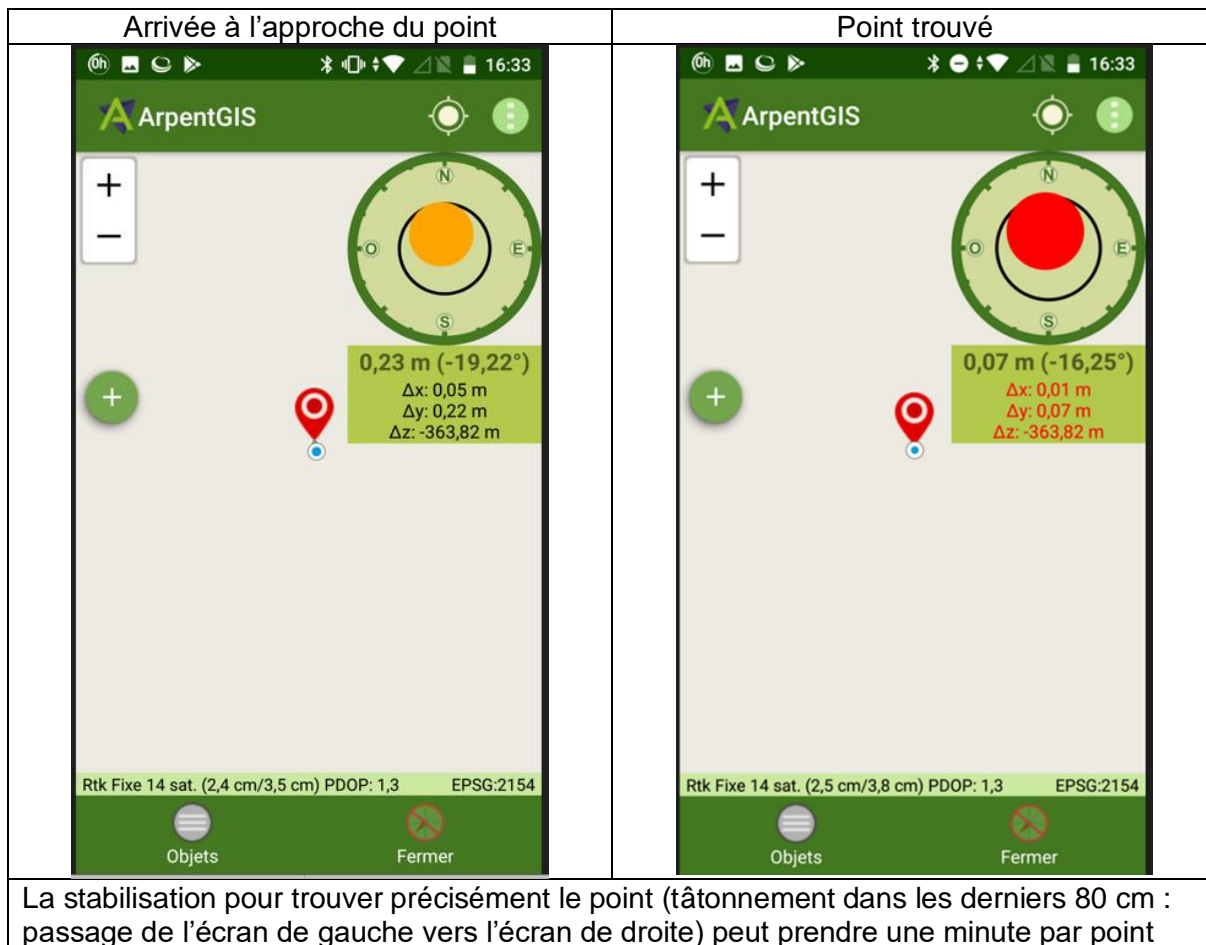 Arrivée à l'approche du point
Point trouvé
0h
16:33
ArpentGIS
+
−
N
O
E
S
0,23 m (-19,22°)
Δx: 0,05 m
Δy: 0,22 m
Δz: -363,82 m
+
Rtk Fixe 14 sat. (2,4 cm/3,5 cm) PDOP: 1,3
EPSG:2154
Objets
Fermer
0h
16:33
ArpentGIS
+
−
N
O
E
S
0,07 m (-16,25°)
Δx: 0,01 m
Δy: 0,07 m
Δz: -363,82 m
+
Rtk Fixe 14 sat. (2,5 cm/3,8 cm) PDOP: 1,3
EPSG:2154
Objets
Fermer
La stabilisation pour trouver précisément le point (tâtonnement dans les derniers 80 cm :
passage de l'écran de gauche vers l'écran de droite) peut prendre une minute par point